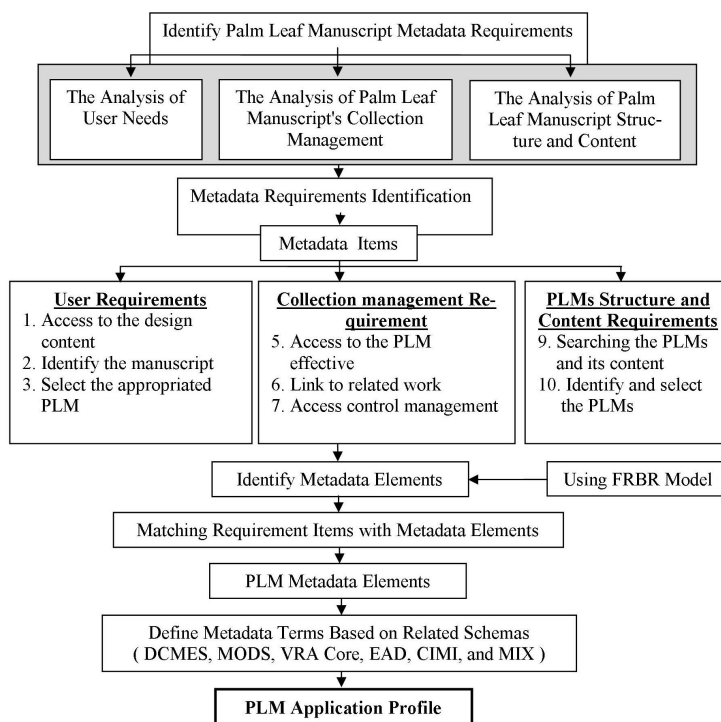 Identify Palm Leaf Manuscript Metadata Requirements
The Analysis of
User Needs
The Analysis of Palm Leaf
Manuscript's Collection
Management
The Analysis of Palm
Leaf Manuscript Struc-
ture and Content
Metadata Requirements Identification
Metadata Items
User Requirements
1. Access to the design
content
2. Identify the manuscript
3. Select the appropriated
PLM
Collection management Re-
quirement
5. Access to the PLM
effective
6. Link to related work
7. Access control management
PLMs Structure and
Content Requirements
9. Searching the PLMs
and its content
10. Identify and select
the PLMs
Identify Metadata Elements
Using FRBR Model
Matching Requirement Items with Metadata Elements
PLM Metadata Elements
Define Metadata Terms Based on Related Schemas
( DCMES, MODS, VRA Core, EAD, CIMI, and MIX )
PLM Application Profile